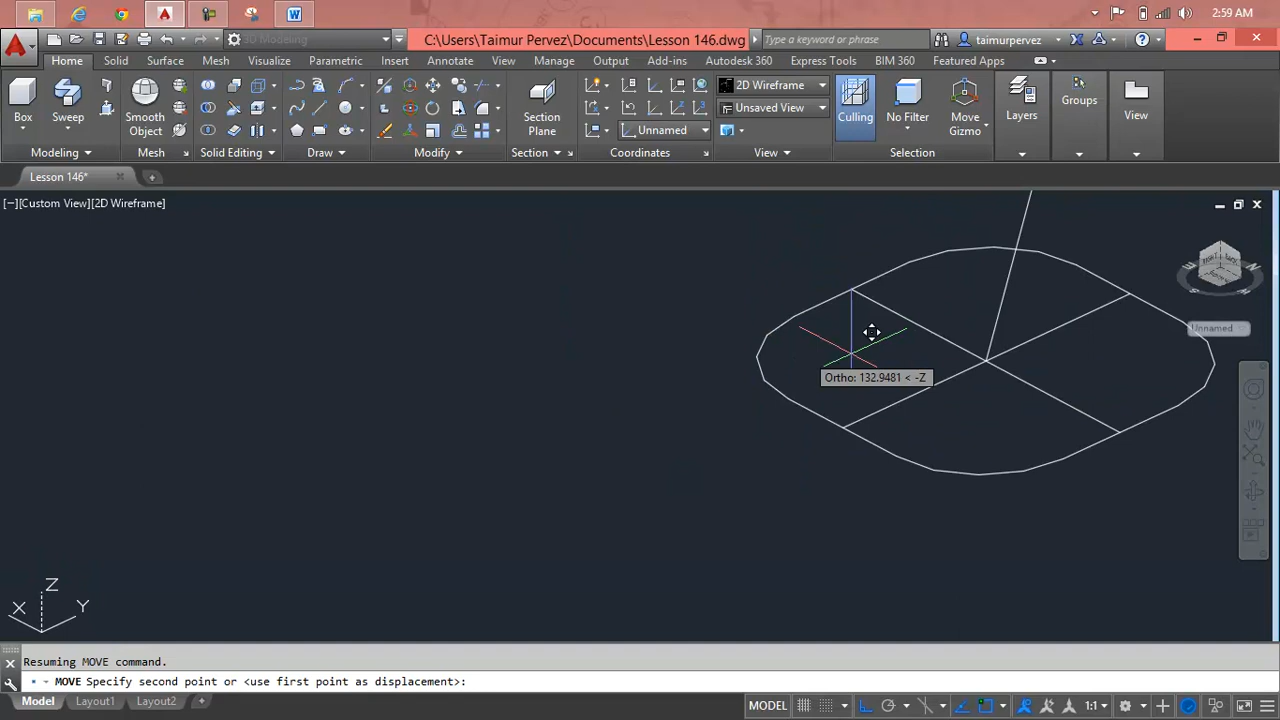 2:59 AM
3D Modeling
C:\Users\Taimur Pervez\Documents\Lesson 146.dwg
Type a keyword or phrase
taimurpervez
Home Solid Surface Mesh Visualize Parametric Insert Annotate View Manage Output Add-ins Autodesk 360 Express Tools BIM 360 Featured Apps
2D Wireframe
Unsaved View
Unnamed
Box
Sweep
Smooth
Object
Section
Plane
Culling
No Filter
Move
Gizmo
Layers
Groups
View
Modeling
Mesh
Solid Editing
Draw
Modify
Section
Coordinates
View
Selection
Lesson 146*
[−][Custom View][2D Wireframe]
Unnamed
Ortho: 132.9481 < -Z
Z
X
Y
Resuming MOVE command.
MOVE Specify second point or <use first point as displacement>:
Model Layout1 Layout2 +
MODEL
1:1